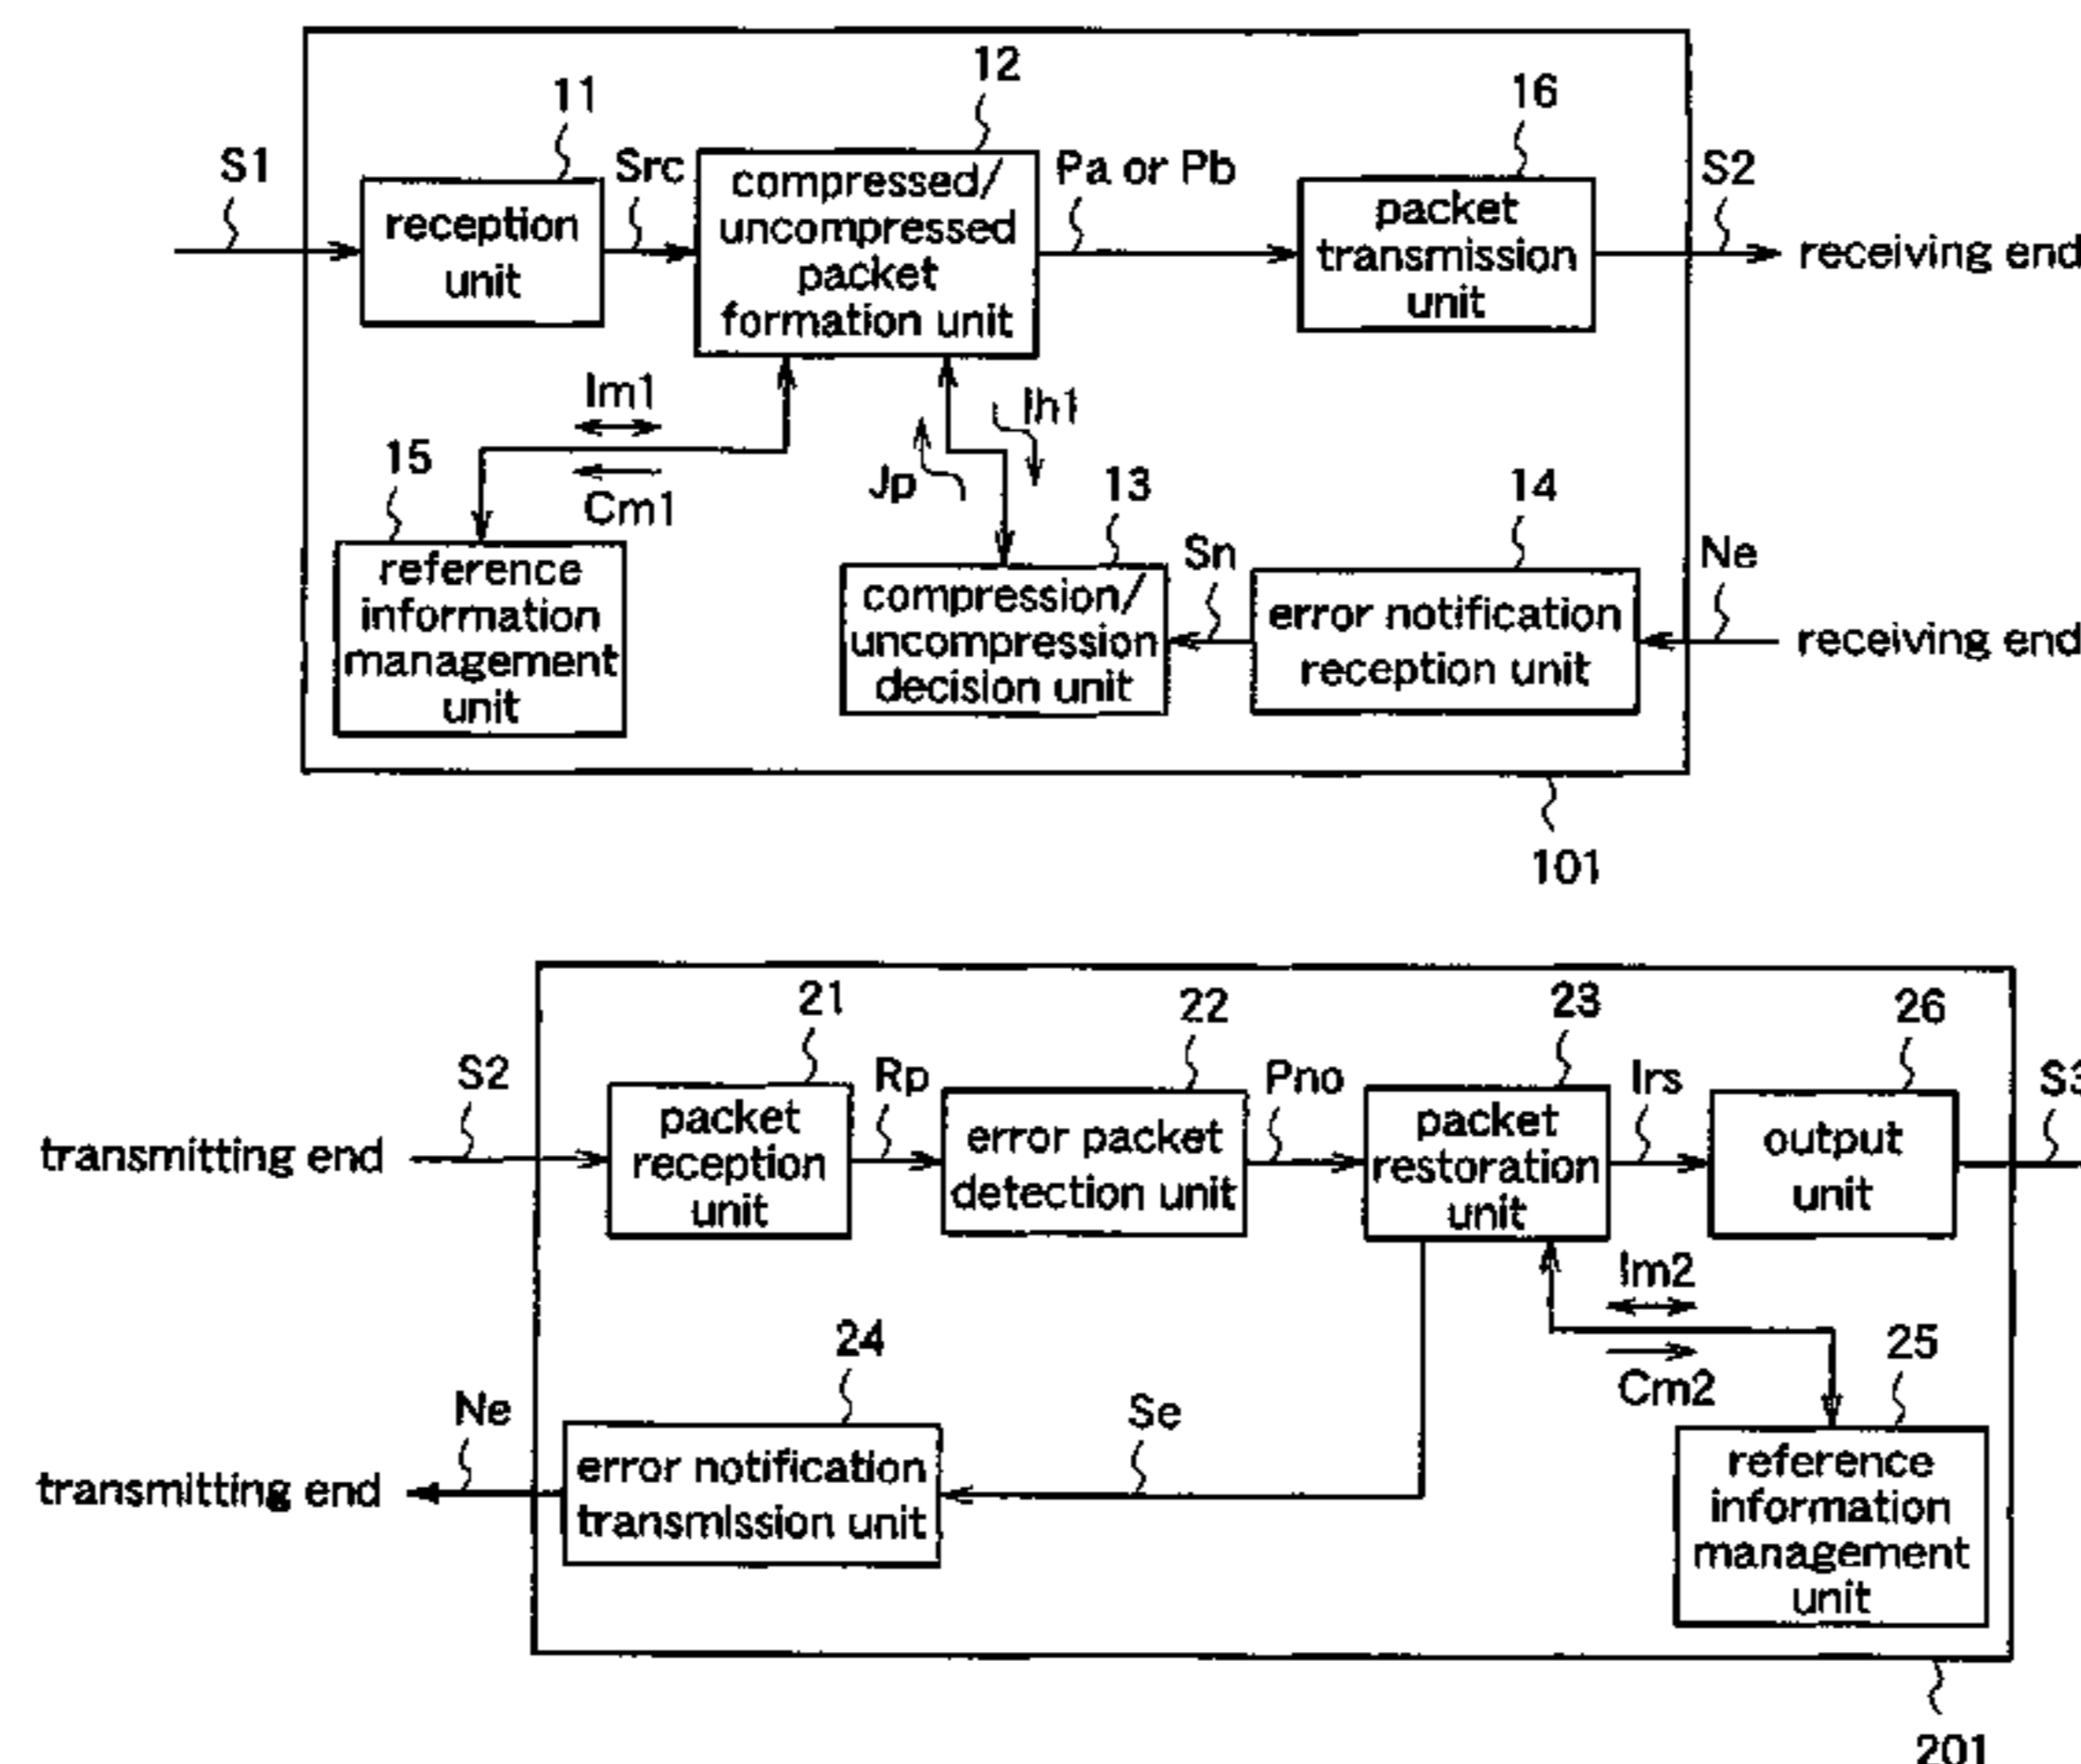 12
11
16
S1
Src
compressed/
uncompressed
packet
formation unit
Pa or Pb
S2
reception
unit
packet
transmission
unit
receiving end
Im1
Ih1
15
Cm1
Jp
13
14
reference
information
management
unit
Sn
Ne
compression/
uncompression
decision unit
error notification
reception unit
receiving end
101
21
22
23
26
S2
Rp
Pno
Irs
S3
transmitting end
packet
reception
unit
error packet
detection unit
packet
restoration
unit
output
unit
Im2
24
25
Ne
Se
Cm2
transmitting end
error notification
transmission unit
reference
information
management
unit
201